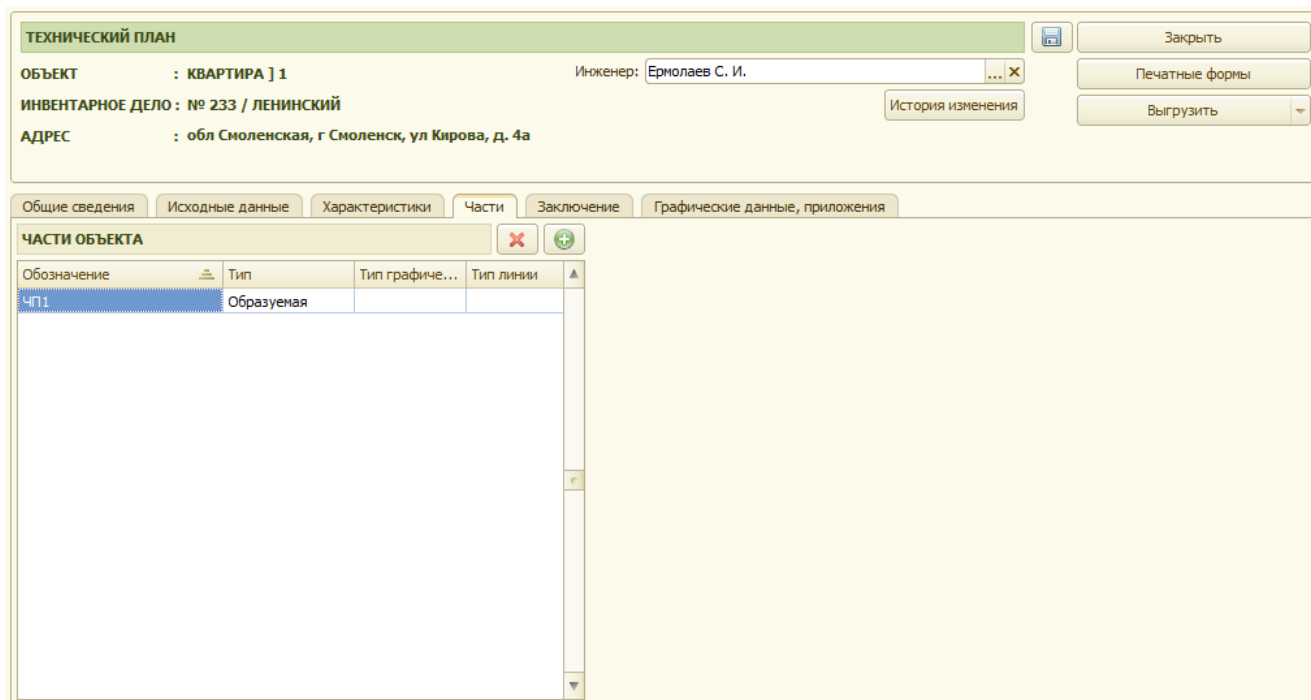 ТЕХНИЧЕСКИЙ ПЛАН
Закрыть
ОБЪЕКТ : КВАРТИРА ] 1
Инженер: Ермолаев С. И. ... ×
Печатные формы
ИНВЕНТАРНОЕ ДЕЛО : № 233 / ЛЕНИНСКИЙ
История изменения
Выгрузить
АДРЕС : обл Смоленская, г Смоленск, ул Кирова, д. 4а
Общие сведения Исходные данные Характеристики Части Заключение Графические данные, приложения
ЧАСТИ ОБЪЕКТА
Обозначение Тип Тип графиче... Тип линии
ЧП1 Образуемая